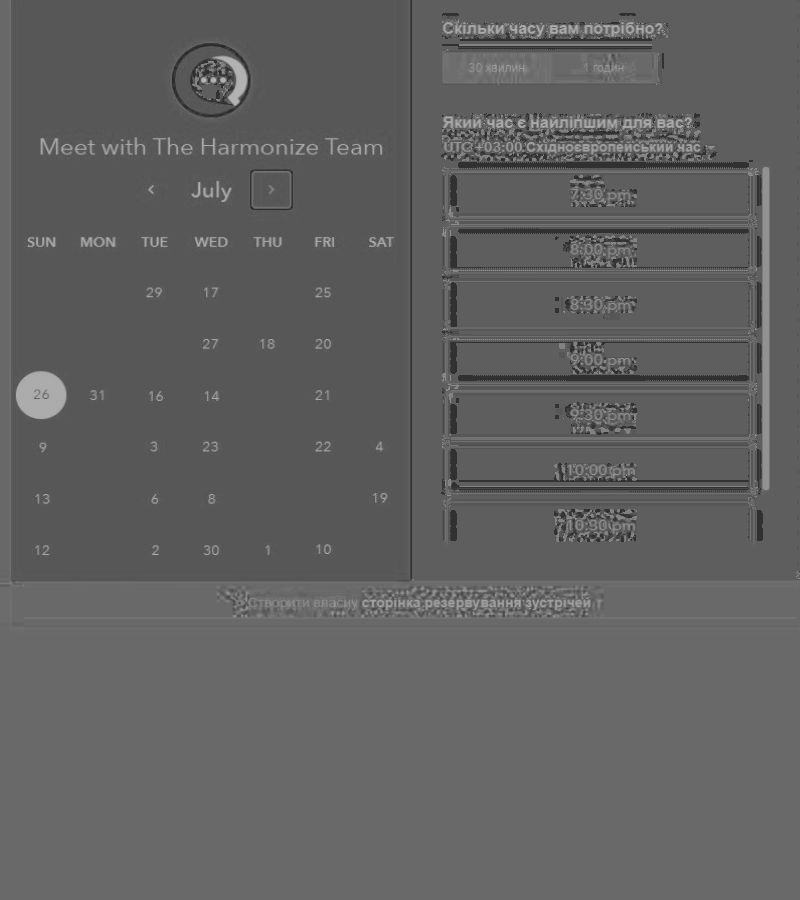 Meet with The Harmonize Team
July
SUN MON TUE WED THU FRI SAT
29 17 25
27 18 20
26 31 16 14 21
9 3 23 22 4
13 6 8 19
12 2 30 1 10
Скільки часу вам потрібно?
30 хвилин 1 годин
Який час є найліпшим для вас?
UTC +03:00 Східноєвропейський час
7:30 pm
8:00 pm
8:30 pm
9:00 pm
9:30 pm
10:00 pm
10:30 pm
Створити власну сторінка резервування зустрічей